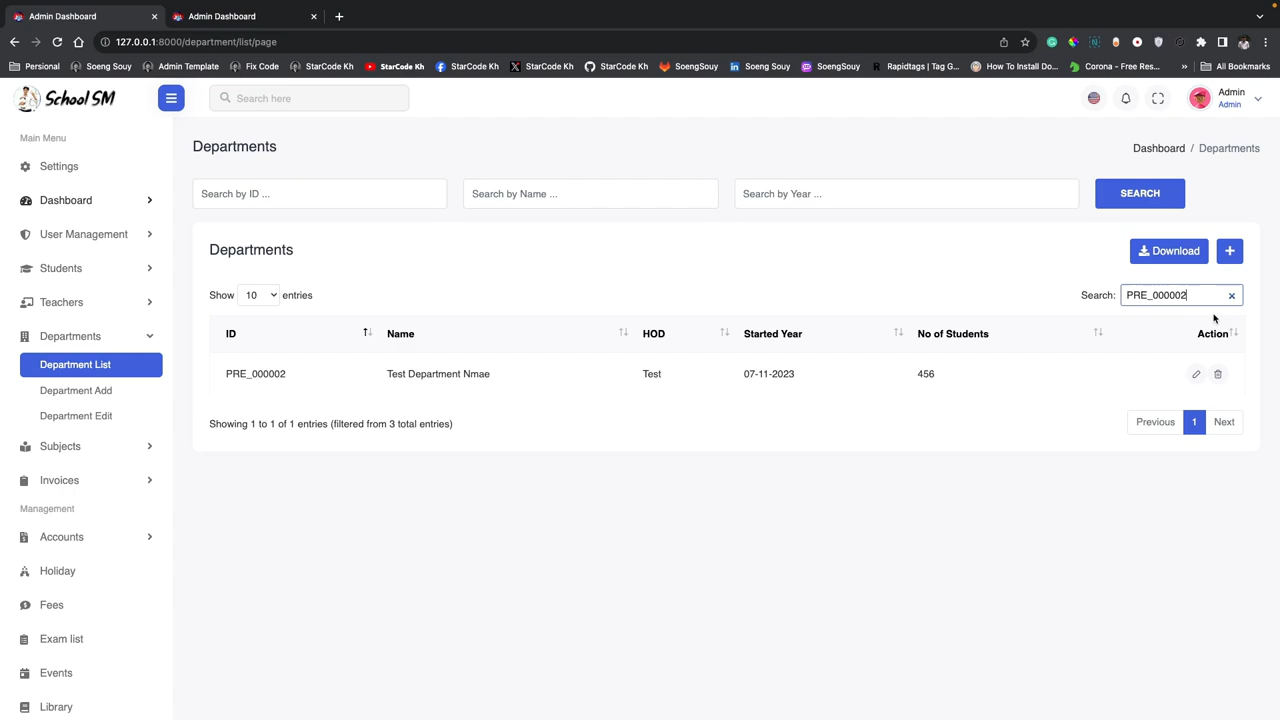 Admin Dashboard
Admin Dashboard
127.0.0.1:8000/department/list/page
Personal
Soeng Souy
Admin Template
Fix Code
StarCode Kh
StarCode Kh
StarCode Kh
StarCode Kh
StarCode Kh
SoengSouy
Soeng Souy
SoengSouy
Rapidtags | Tag G...
How To Install Do...
Corona - Free Res...
»
All Bookmarks
School SM
Search here
Admin
Admin
Main Menu
Settings
Dashboard
User Management
Students
Teachers
Departments
Department List
Department Add
Department Edit
Subjects
Invoices
Management
Accounts
Holiday
Fees
Exam list
Events
Library
Departments
Dashboard / Departments
Search by ID ...
Search by Name ...
Search by Year ...
SEARCH
Departments
Download
+
Show 10 entries
Search: PRE_000002
ID Name HOD Started Year No of Students Action
PRE_000002 Test Department Nmae Test 07-11-2023 456
Showing 1 to 1 of 1 entries (filtered from 3 total entries)
Previous 1 Next